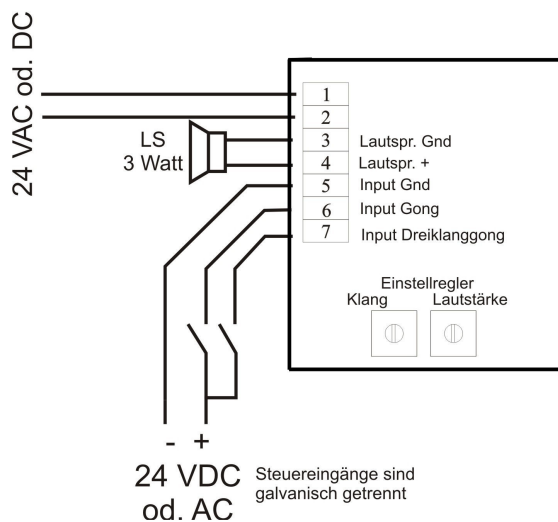 24 VAC od. DC
1
2
3 Lautspr. Gnd
4 Lautspr. +
5 Input Gnd
6 Input Gong
7 Input Dreiklanggong
LS
3 Watt
Einstellregler
Klang Lautstärke
- +
24 VDC
od. AC
Steuereingänge sind
galvanisch getrennt